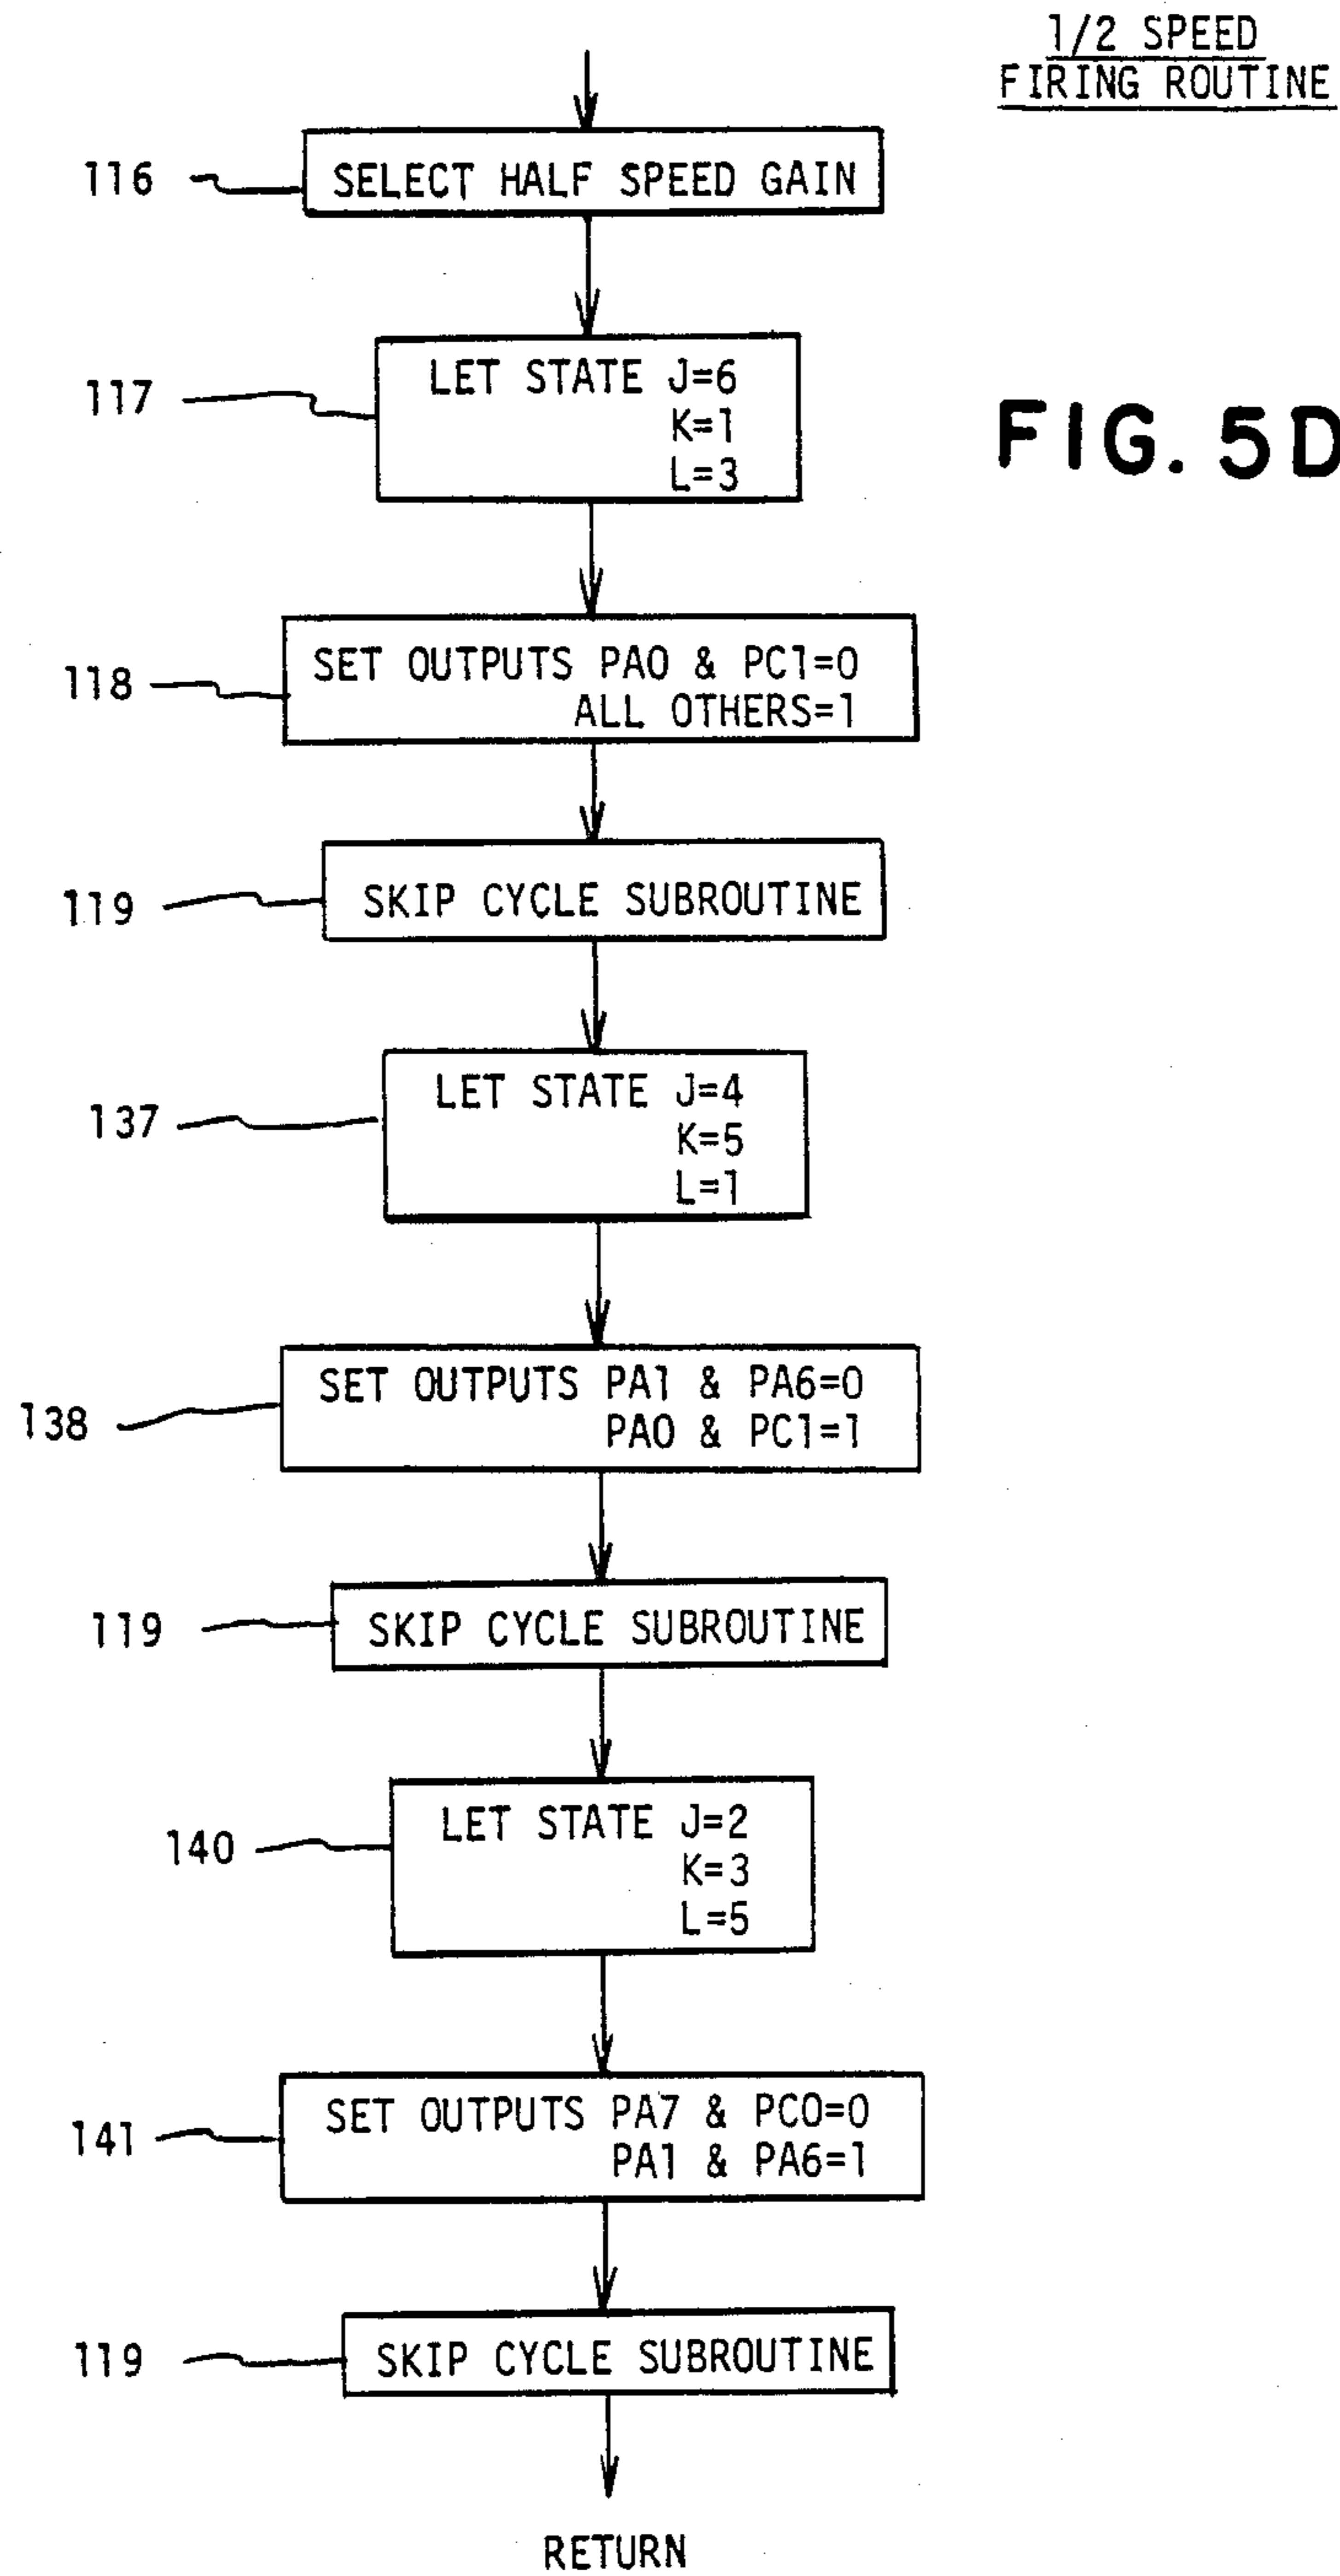 1/2 SPEED
FIRING ROUTINE
116
SELECT HALF SPEED GAIN
117
LET STATE J=6
K=1
L=3
FIG. 5D
118
SET OUTPUTS PA0 & PC1=0
ALL OTHERS=1
119
SKIP CYCLE SUBROUTINE
137
LET STATE J=4
K=5
L=1
138
SET OUTPUTS PA1 & PA6=0
PA0 & PC1=1
119
SKIP CYCLE SUBROUTINE
140
LET STATE J=2
K=3
L=5
141
SET OUTPUTS PA7 & PC0=0
PA1 & PA6=1
119
SKIP CYCLE SUBROUTINE
RETURN